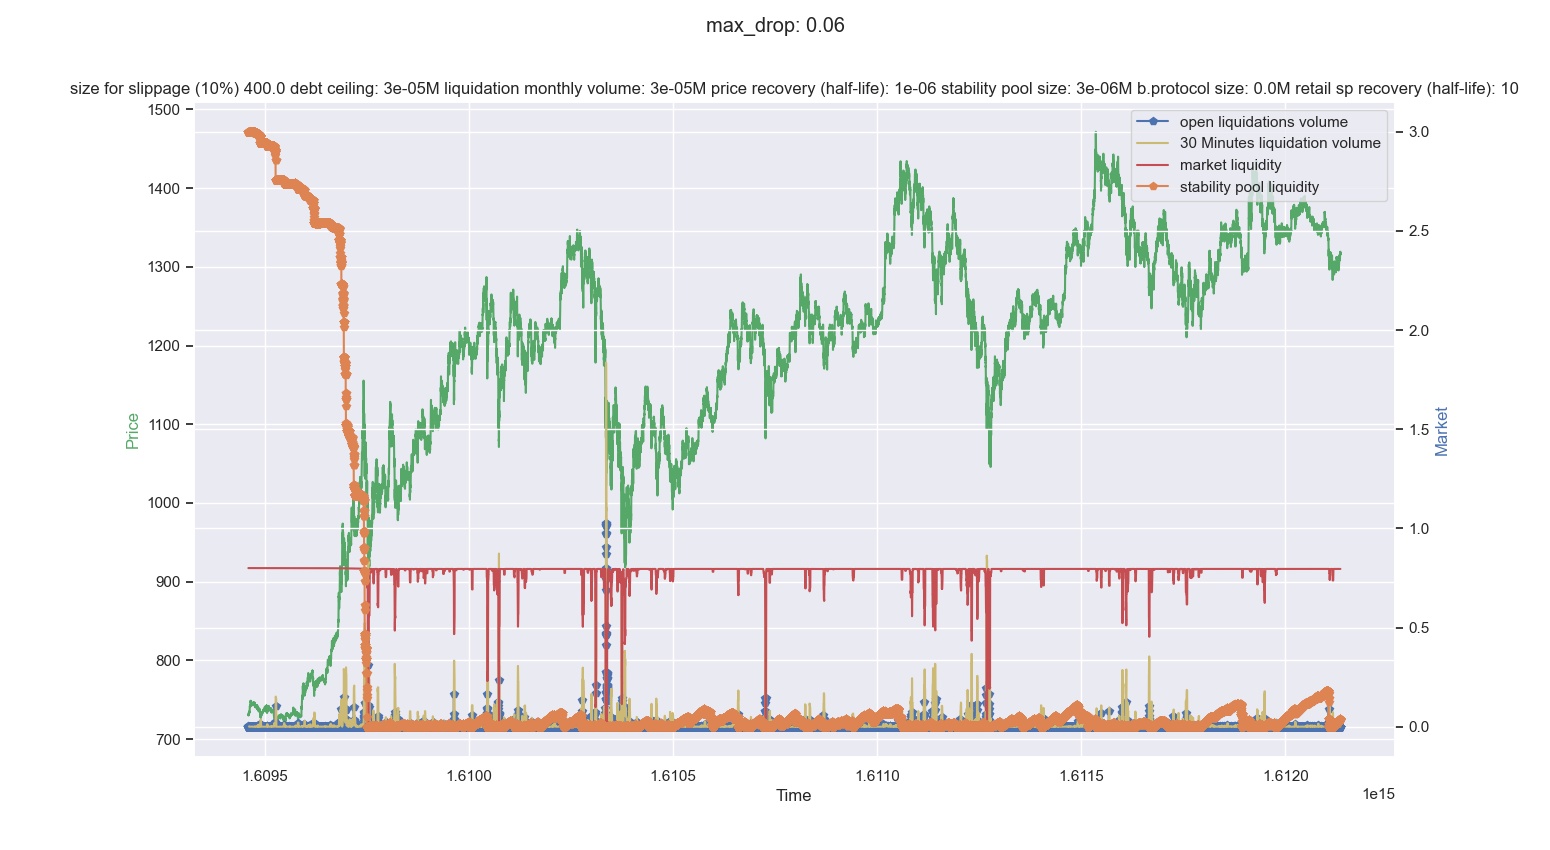 max_drop: 0.06
size for slippage (10%) 400.0 debt ceiling: 3e-05M liquidation monthly volume: 3e-05M price recovery (half-life): 1e-06 stability pool size: 3e-06M b.protocol size: 0.0M retail sp recovery (half-life): 10
open liquidations volume
30 Minutes liquidation volume
market liquidity
stability pool liquidity
1500
1400
1300
1200
1100
1000
900
800
700
Price
3.0
2.5
2.0
1.5
1.0
0.5
0.0
Market
1.6095
1.6100
1.6105
1.6110
1.6115
1.6120
Time
1e15